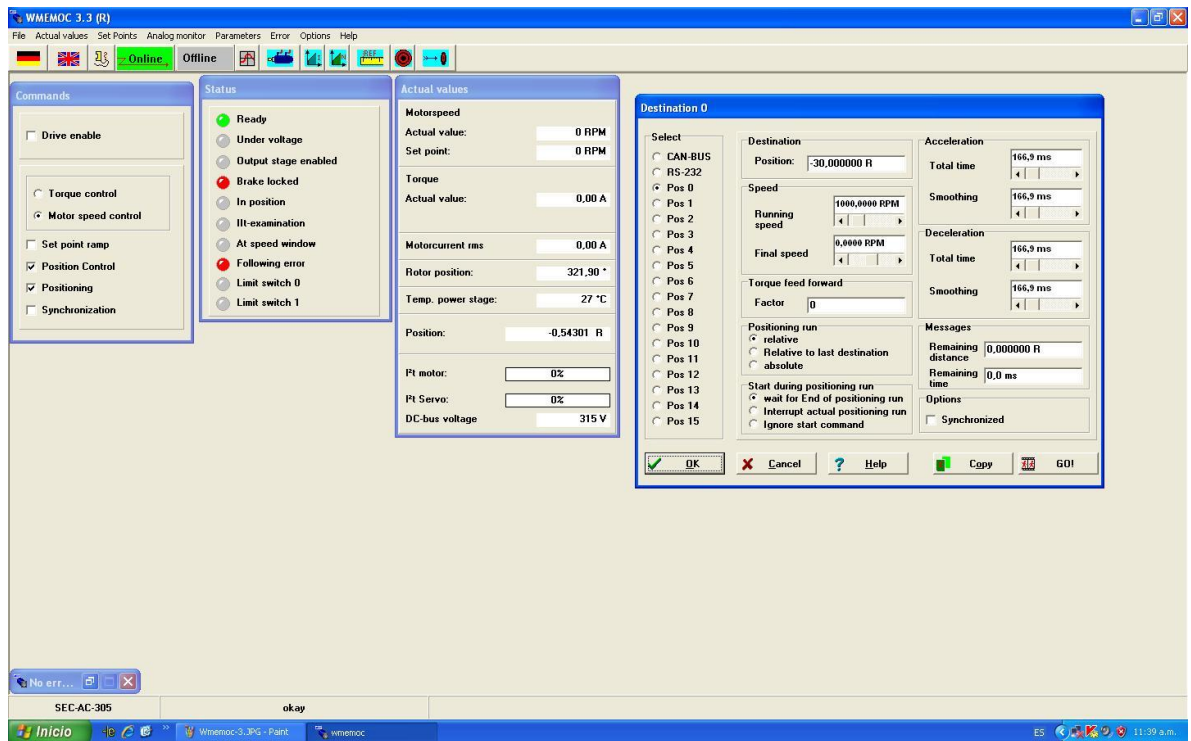 WMEMOC 3.3 (R)
File Actual values Set Points Analog monitor Parameters Error Options Help
Online Offline REF
Commands
Drive enable
Torque control
Motor speed control
Set point ramp
Position Control
Positioning
Synchronization
Status
Ready
Under voltage
Output stage enabled
Brake locked
In position
IIt-examination
At speed window
Following error
Limit switch 0
Limit switch 1
Actual values
Motorspeed
Actual value: 0 RPM
Set point: 0 RPM
Torque
Actual value: 0,00 A
Motorcurrent rms 0,00 A
Rotor position: 321,90 °
Temp. power stage: 27 °C
Position: -0,54301 R
I²t motor: 0%
I²t Servo: 0%
DC-bus voltage 315 V
Destination 0
Select
CAN-BUS
RS-232
Pos 0
Pos 1
Pos 2
Pos 3
Pos 4
Pos 5
Pos 6
Pos 7
Pos 8
Pos 9
Pos 10
Pos 11
Pos 12
Pos 13
Pos 14
Pos 15
Destination
Position: -30,000000 R
Speed
1000,0000 RPM
Running
speed
0,0000 RPM
Final speed
Torque feed forward
Factor 0
Positioning run
relative
Relative to last destination
absolute
Start during positioning run
wait for End of positioning run
Interrupt actual positioning run
Ignore start command
Acceleration
Total time 166,9 ms
Smoothing 166,9 ms
Deceleration
Total time 166,9 ms
Smoothing 166,9 ms
Messages
Remaining distance 0,000000 R
Remaining time 0,0 ms
Options
Synchronized
OK Cancel Help Copy GO!
No err...
SEC-AC-305 okay
Inicio Wmemoc-3.JPG - Paint wmemoc ES 11:39 a.m.